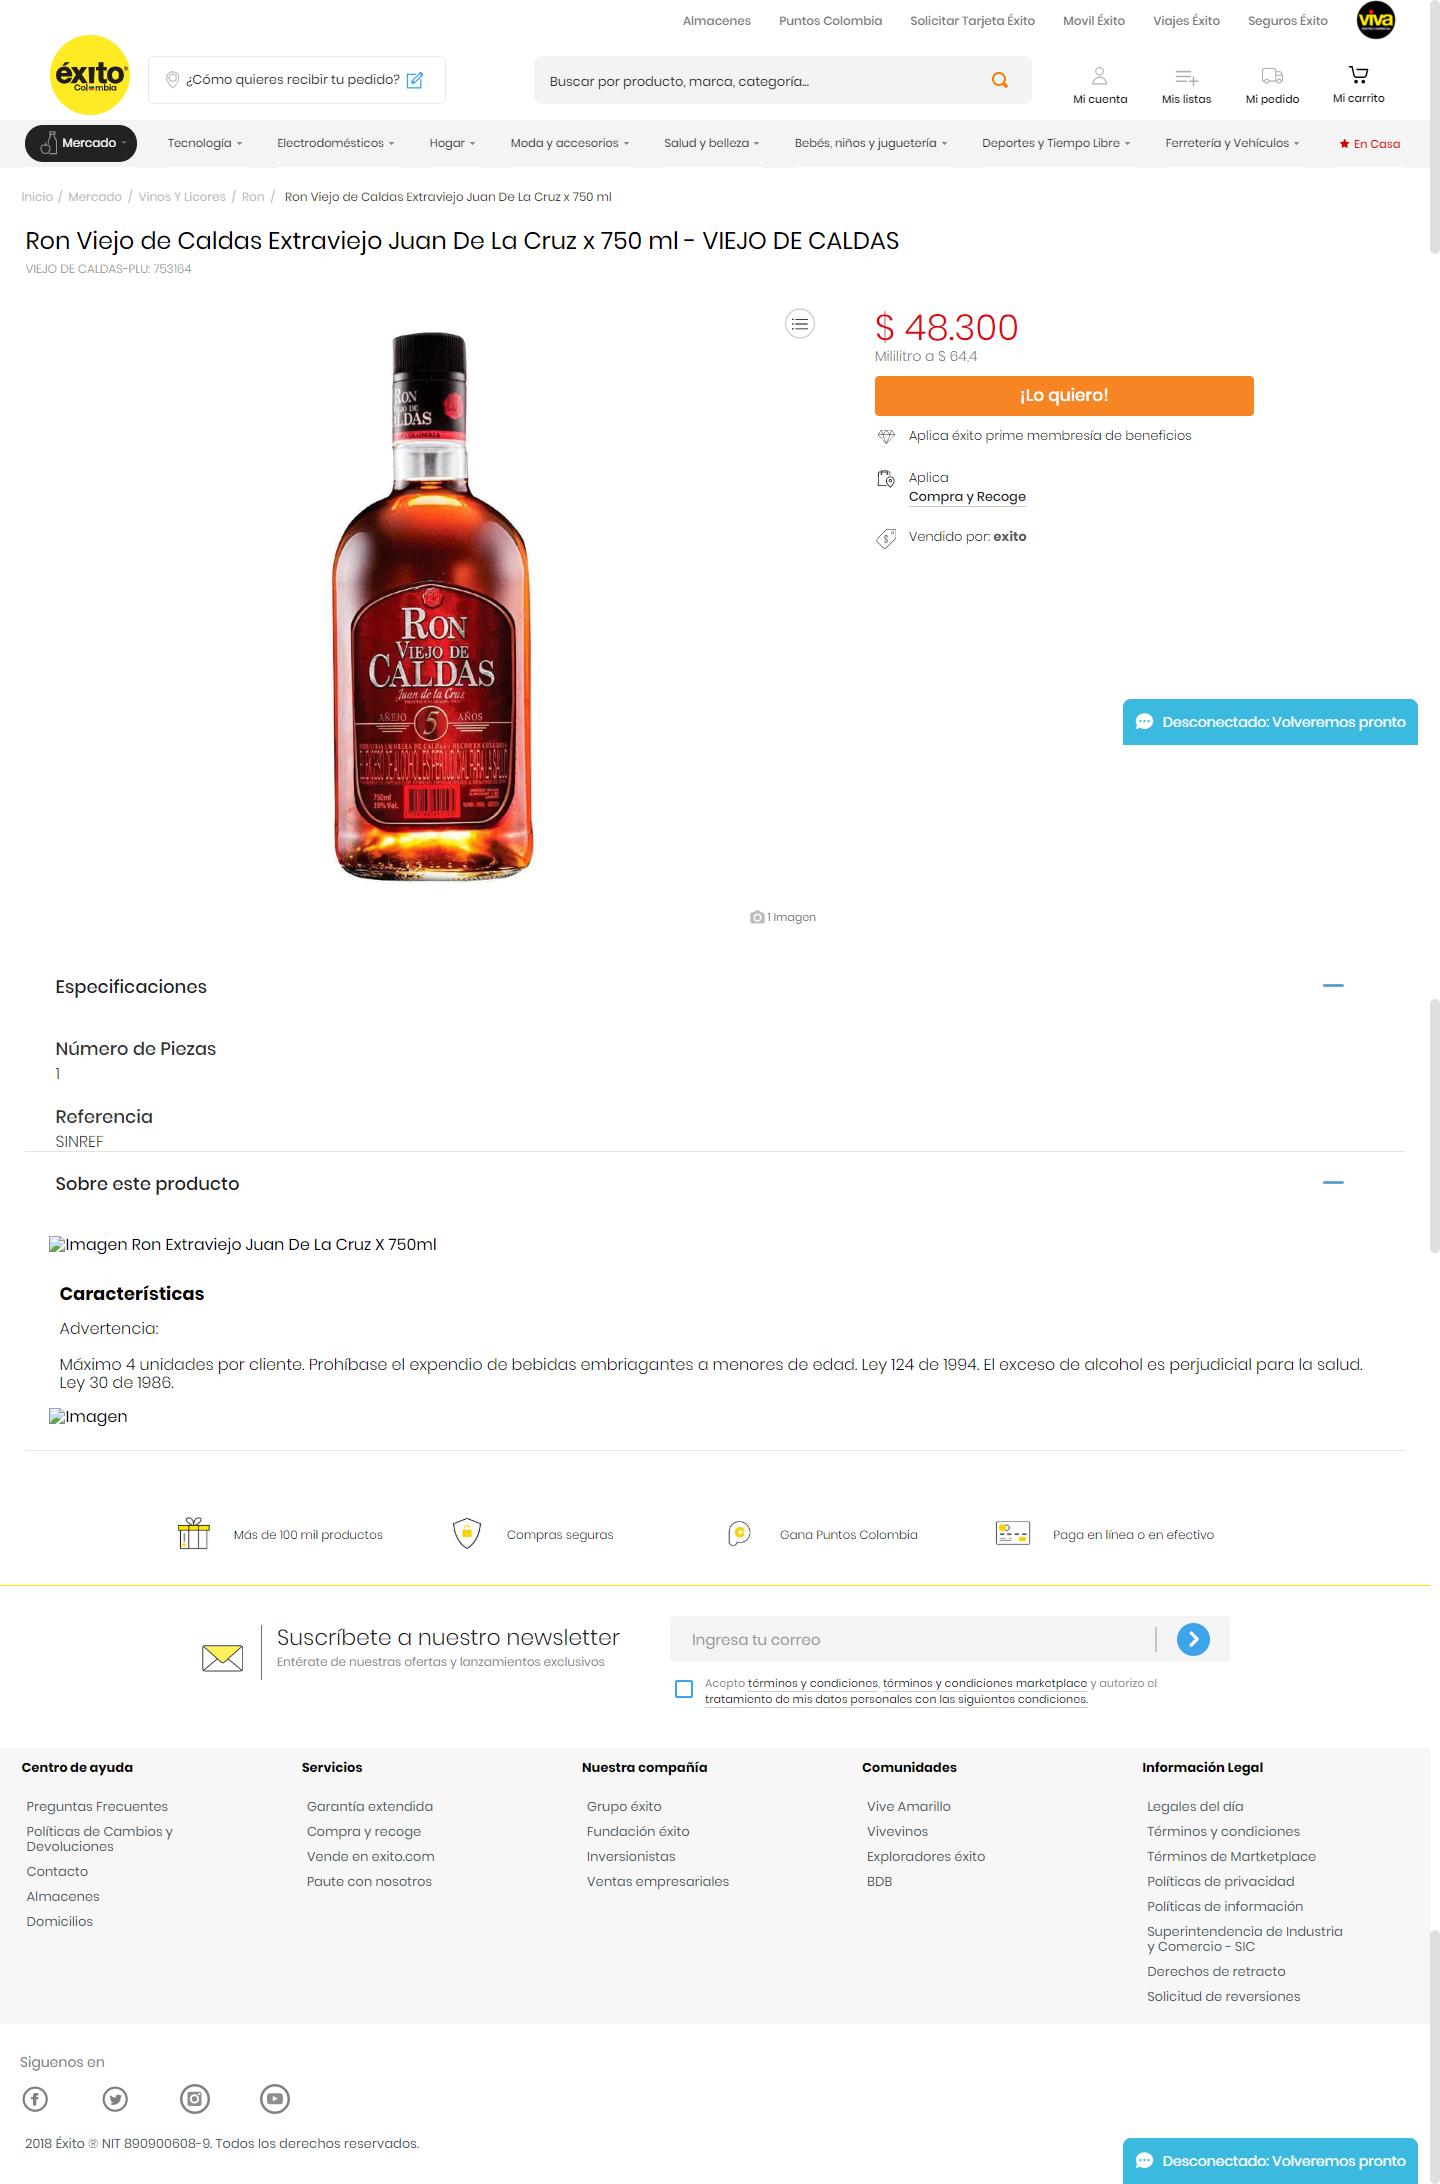 Almacenes Puntos Colombia Solicitar Tarjeta Éxito Movil Éxito Viajes Éxito Seguros Éxito viva
éxito
Colombia
¿Cómo quieres recibir tu pedido?
Buscar por producto, marca, categoría...
Mi cuenta Mis listas Mi pedido Mi carrito
Mercado Tecnología Electrodomésticos Hogar Moda y accesorios Salud y belleza Bebés, niños y juguetería Deportes y Tiempo Libre Ferretería y Vehículos En Casa
Inicio / Mercado / Vinos Y Licores / Ron / Ron Viejo de Caldas Extraviejo Juan De La Cruz x 750 ml
Ron Viejo de Caldas Extraviejo Juan De La Cruz x 750 ml - VIEJO DE CALDAS
VIEJO DE CALDAS-PLU: 753164
$ 48.300
Mililitro a $ 64,4
¡Lo quiero!
Aplica éxito prime membresía de beneficios
Aplica
Compra y Recoge
Vendido por: exito
RON
VIEJO DE
CALDAS
COLOMBIA
RON
VIEJO DE
CALDAS
Juan de la Cruz
AÑEJO 5 AÑOS
INDUSTRIA LICORERA DE CALDAS - HECHO EN COLOMBIA
EL EXCESO DE ALCOHOL ES PERJUDICIAL PARA LA SALUD
750ml
35% Vol.
Desconectado: Volveremos pronto
1 Imagen
Especificaciones
Número de Piezas
1
Referencia
SINREF
Sobre este producto
Imagen Ron Extraviejo Juan De La Cruz X 750ml
Características
Advertencia:
Máximo 4 unidades por cliente. Prohíbase el expendio de bebidas embriagantes a menores de edad. Ley 124 de 1994. El exceso de alcohol es perjudicial para la salud.
Ley 30 de 1986.
Imagen
Más de 100 mil productos
Compras seguras
Gana Puntos Colombia
Paga en línea o en efectivo
Suscríbete a nuestro newsletter
Entérate de nuestras ofertas y lanzamientos exclusivos
Ingresa tu correo
Acepto términos y condiciones, términos y condiciones marketplace y autorizo el
tratamiento de mis datos personales con las siguientes condiciones.
Centro de ayuda
Preguntas Frecuentes
Políticas de Cambios y
Devoluciones
Contacto
Almacenes
Domicilios
Servicios
Garantía extendida
Compra y recoge
Vende en exito.com
Paute con nosotros
Nuestra compañía
Grupo éxito
Fundación éxito
Inversionistas
Ventas empresariales
Comunidades
Vive Amarillo
Vivevinos
Exploradores éxito
BDB
Información Legal
Legales del día
Términos y condiciones
Términos de Martketplace
Políticas de privacidad
Políticas de información
Superintendencia de Industria
y Comercio - SIC
Derechos de retracto
Solicitud de reversiones
Siguenos en
2018 Éxito ® NIT 890900608-9. Todos los derechos reservados.
Desconectado: Volveremos pronto